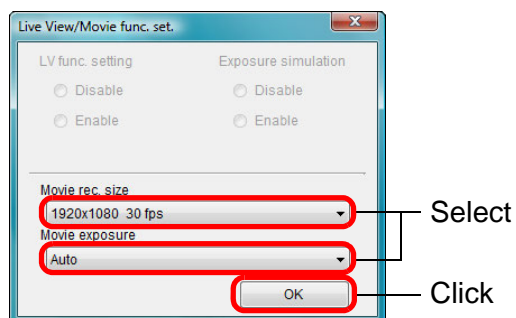 Live View/Movie func. set.
LV func. setting Exposure simulation
Disable Disable
Enable Enable
Movie rec. size
1920x1080 30 fps
Select
Movie exposure
Auto
OK
Click